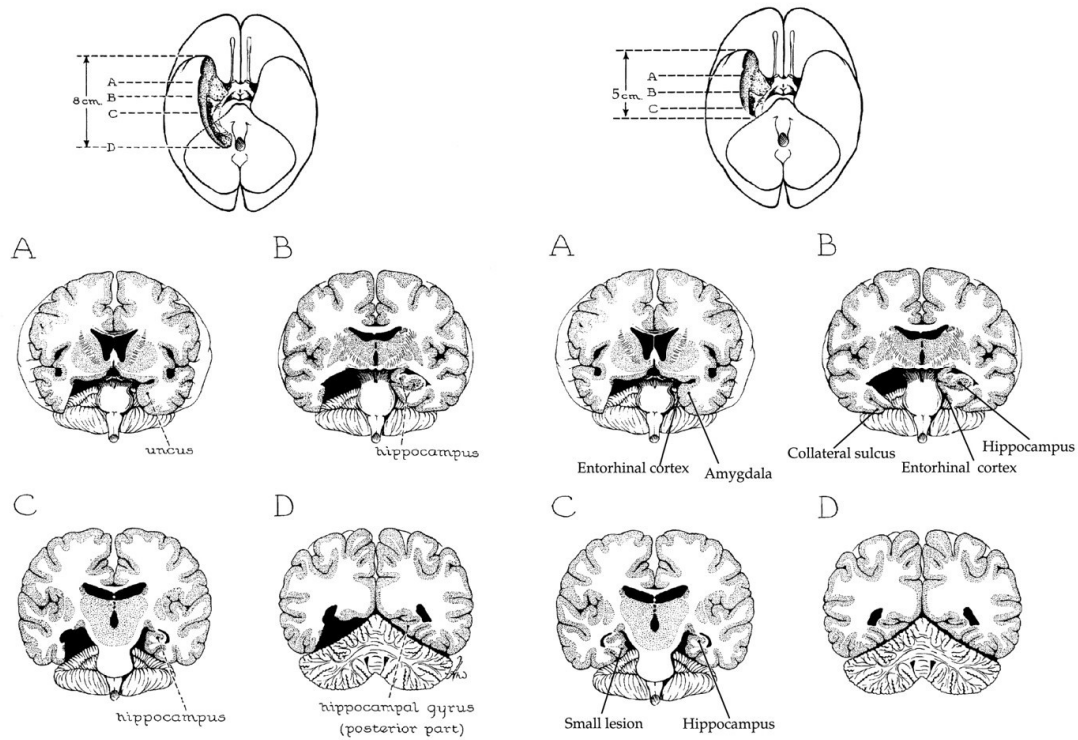 A
B
8cm.
C
D
A
5cm.
B
C
A
B
uncus
hippocampus
A
B
Entorhinal cortex
Amygdala
Collateral sulcus
Entorhinal cortex
Hippocampus
C
D
hippocampus
hippocampal gyrus
(posterior part)
C
D
Small lesion
Hippocampus